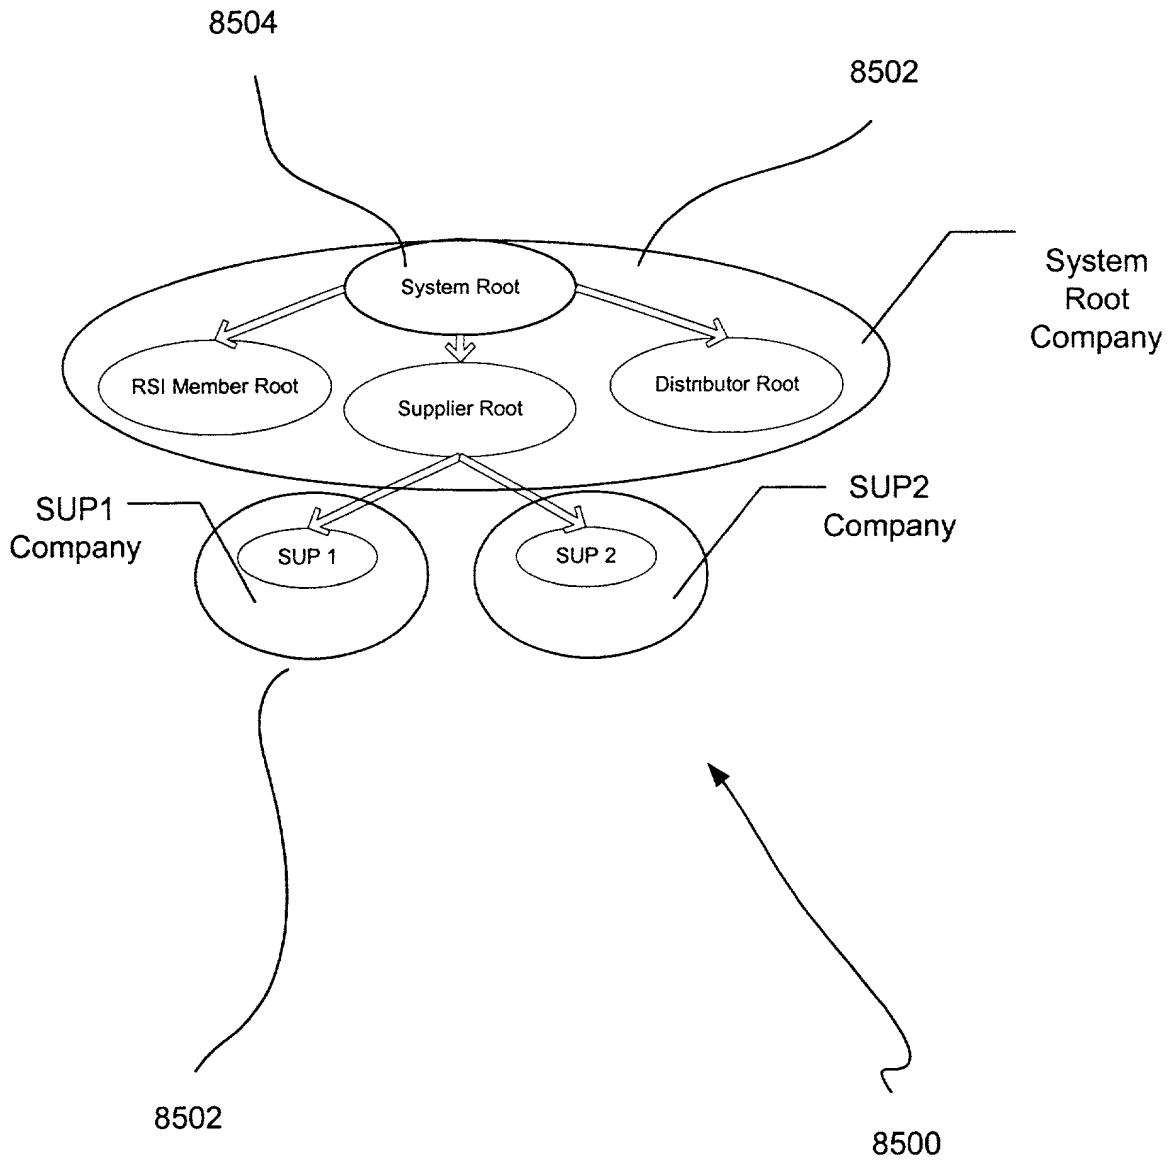 8504
8502
System Root
System
Root
Company
RSI Member Root
Supplier Root
Distributor Root
SUP1
Company
SUP2
Company
SUP 1
SUP 2
8502
8500